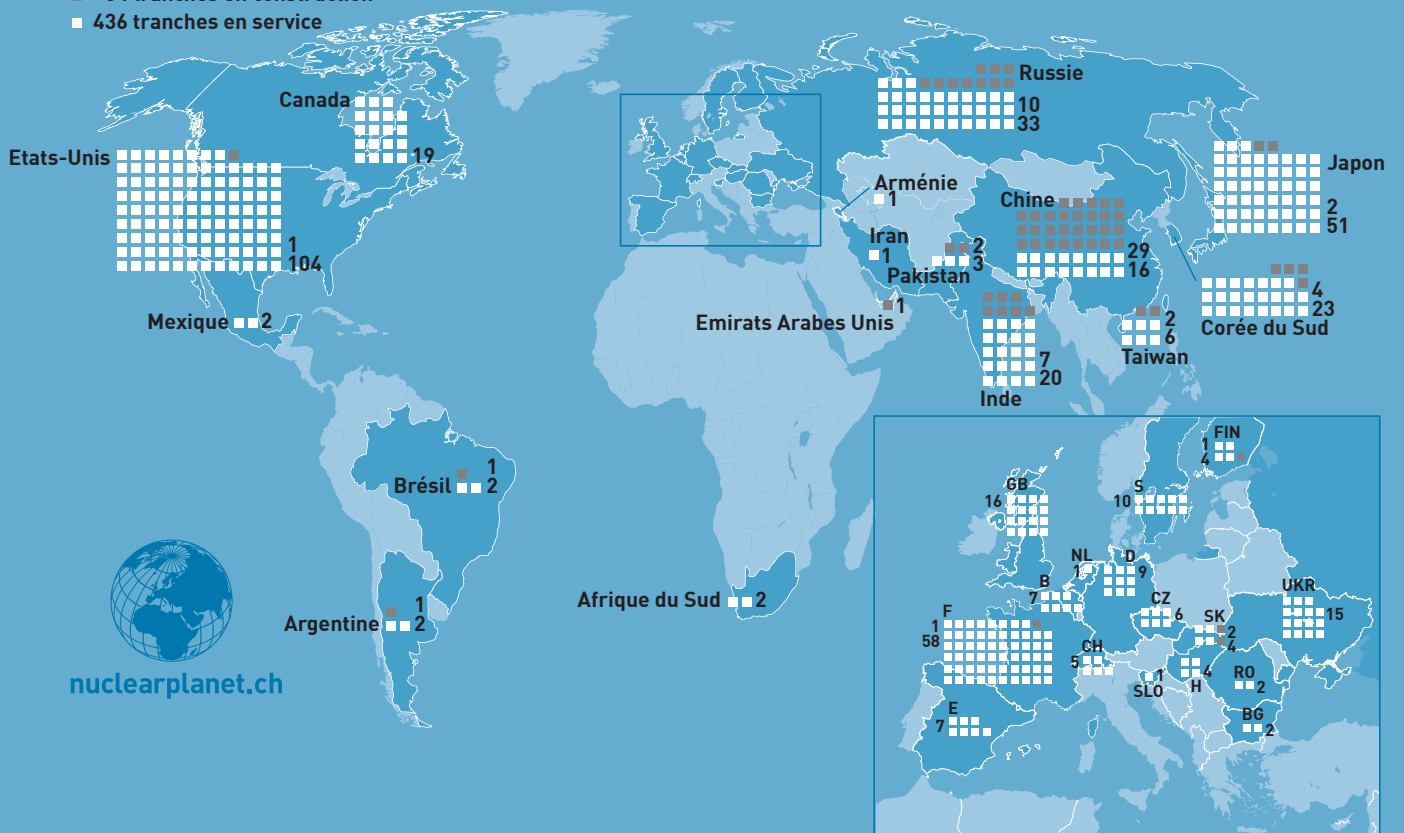 436 tranches en service
Canada
19
Etats-Unis
1
104
Mexique 2
Brésil
1
2
Argentine
1
2
Afrique du Sud 2
Russie
10
33
Arménie
1
Iran
1
Pakistan
2
3
Emirats Arabes Unis
1
Chine
29
16
Inde
7
20
Taiwan
2
6
Japon
2
51
Corée du Sud
4
23
FIN
1
4
S
10
GB
16
NL
1
D
9
B
7
CZ
6
UKR
15
SK
2
4
F
1
58
CH
5
SLO
1
H
4
RO
2
BG
2
E
7
nuclearplanet.ch